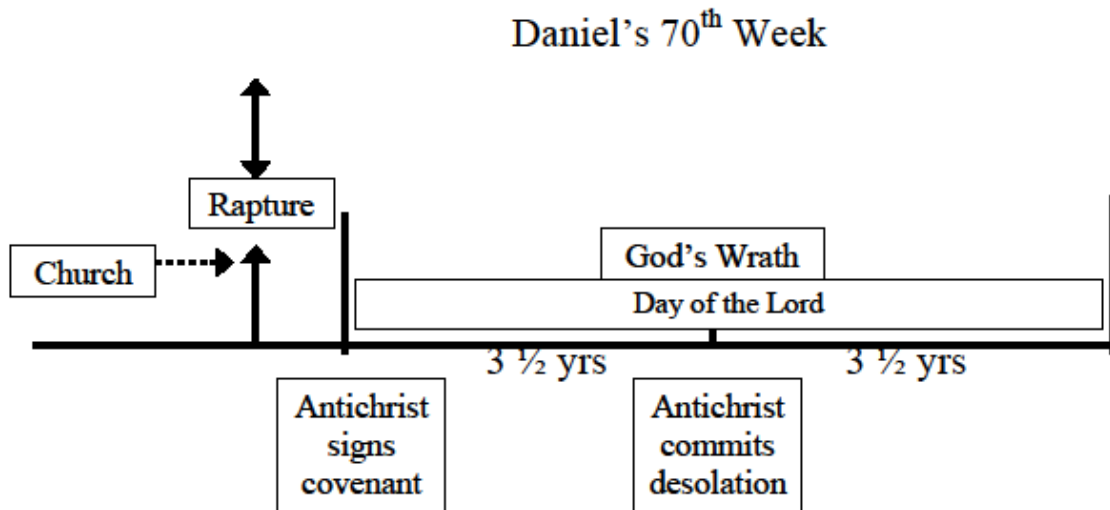 Daniel's 70th Week
Rapture
Church
God's Wrath
Day of the Lord
3 ½ yrs
3 ½ yrs
Antichrist
signs
covenant
Antichrist
commits
desolation